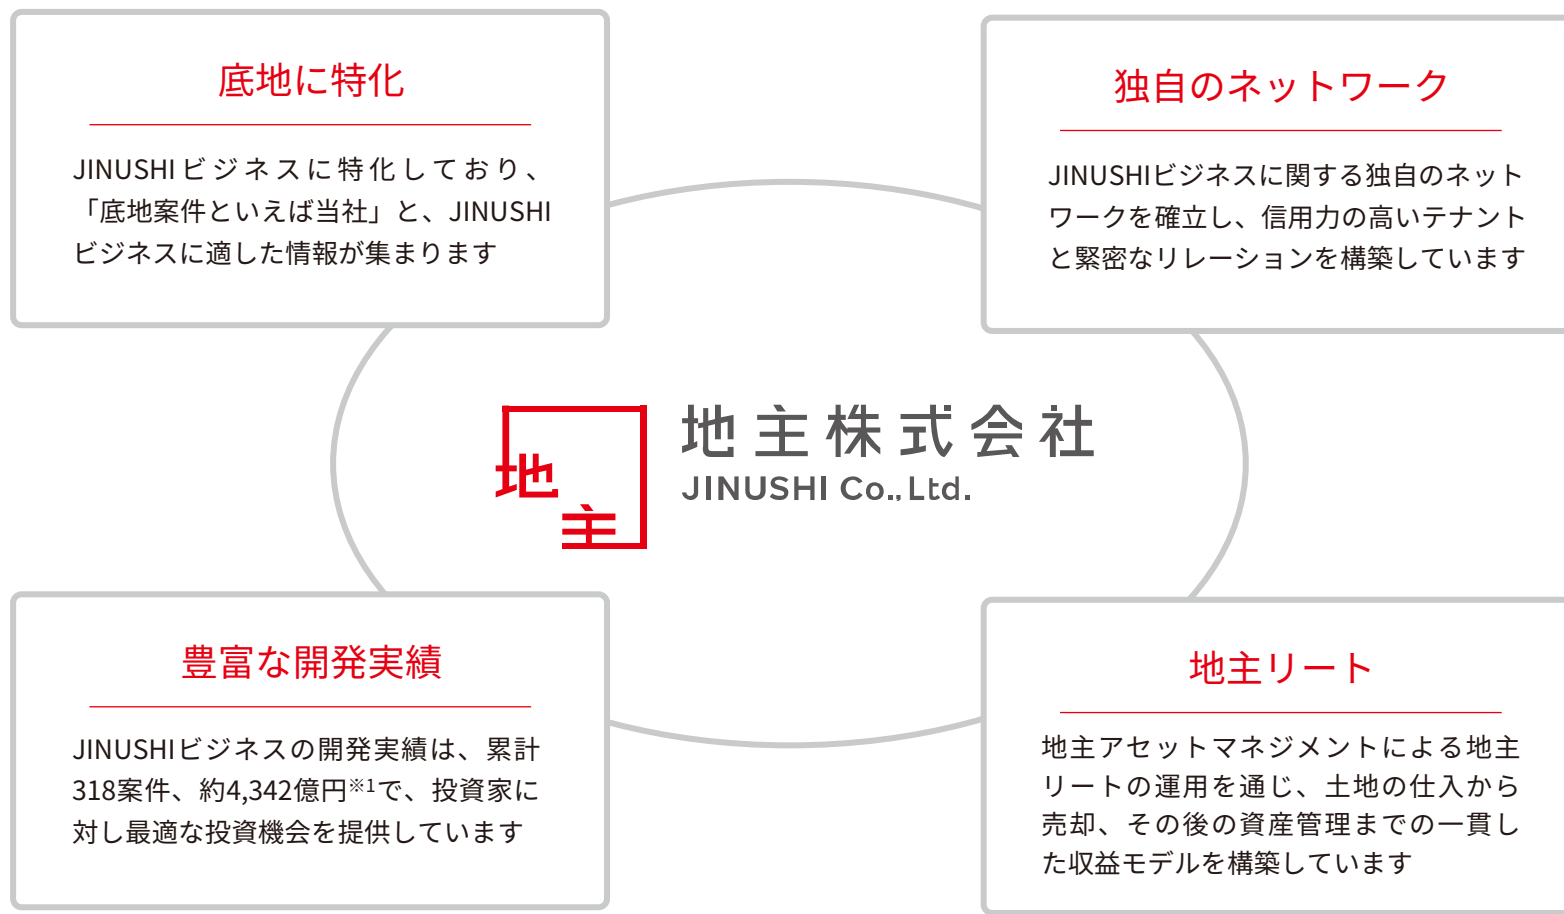 底地に特化
JINUSHIビジネスに特化しており、
「底地案件といえば当社」と、JINUSHI
ビジネスに適した情報が集まります
独自のネットワーク
JINUSHIビジネスに関する独自のネット
ワークを確立し、信用力の高いテナント
と緊密なリレーションを構築しています
地主
地主株式会社
JINUSHI Co., Ltd.
豊富な開発実績
JINUSHIビジネスの開発実績は、累計
318案件、約4,342億円※1で、投資家に
対し最適な投資機会を提供しています
地主リート
地主アセットマネジメントによる地主
リートの運用を通じ、土地の仕入から
売却、その後の資産管理までの一貫し
た収益モデルを構築しています